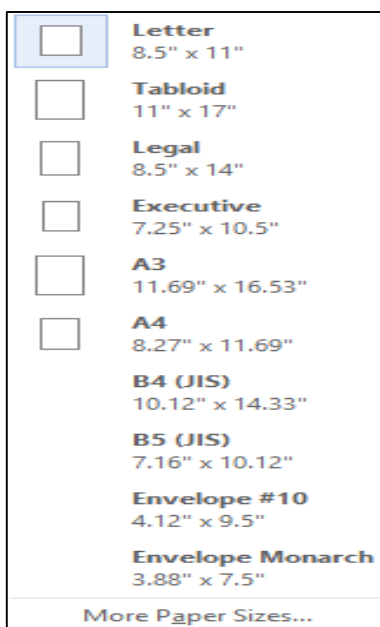 Letter
8.5" x 11"
Tabloid
11" x 17"
Legal
8.5" x 14"
Executive
7.25" x 10.5"
A3
11.69" x 16.53"
A4
8.27" x 11.69"
B4 (JIS)
10.12" x 14.33"
B5 (JIS)
7.16" x 10.12"
Envelope #10
4.12" x 9.5"
Envelope Monarch
3.88" x 7.5"
More Paper Sizes...